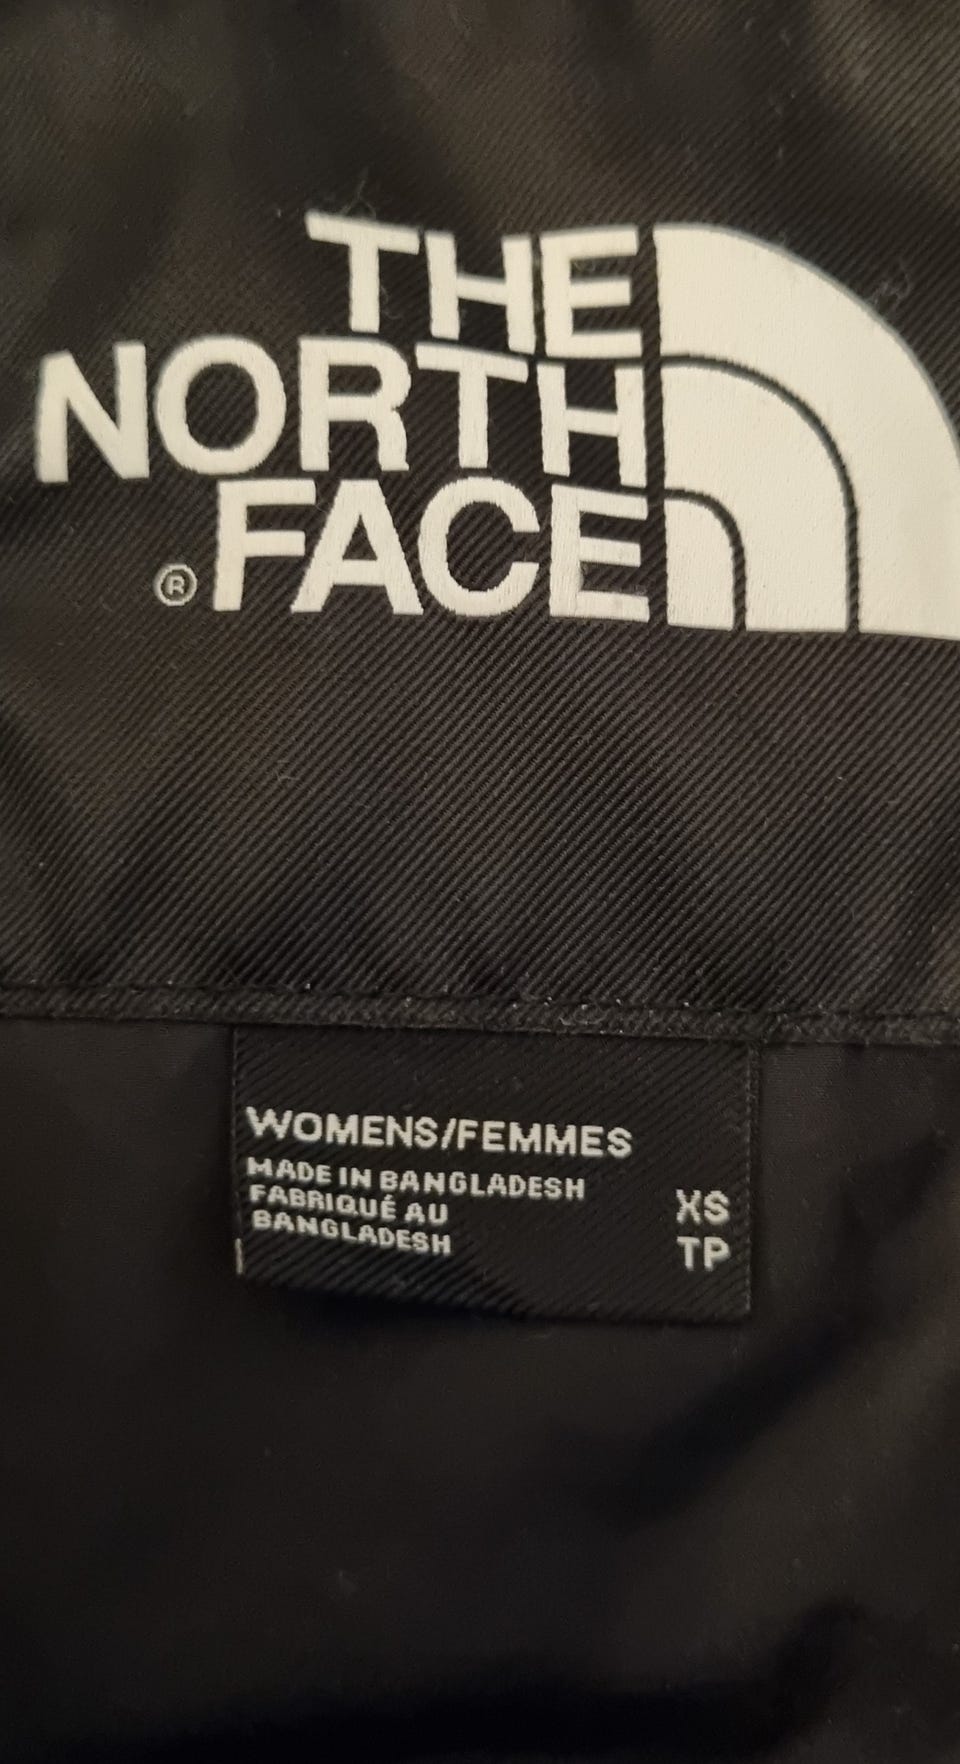 THE
NORTH
® FACE
WOMENS/FEMMES
MADE IN BANGLADESH
FABRIQUÉ AU
BANGLADESH
XS
TP